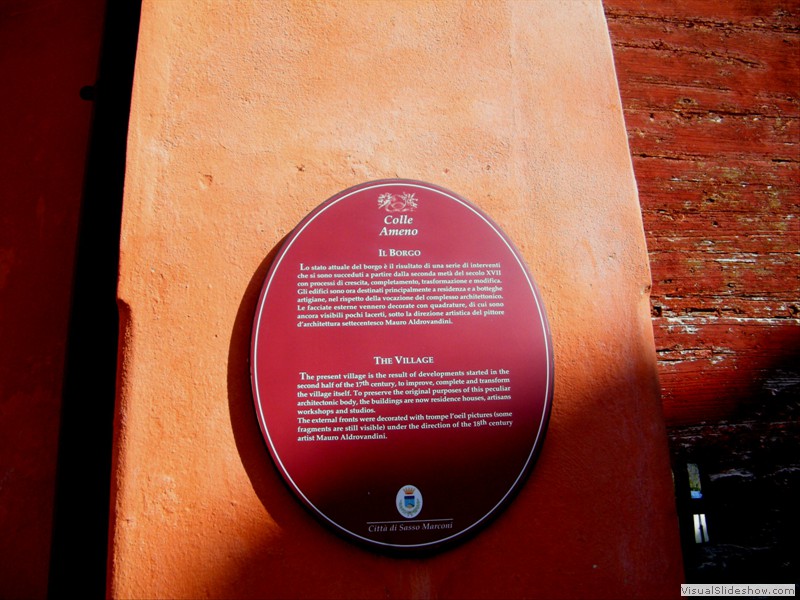 Colle
Ameno
IL BORGO
Lo stato attuale del borgo è il risultato di una serie di interventi
che si sono succeduti a partire dalla seconda metà del secolo XVII
con processi di crescita, completamento, trasformazione e modifica.
Gli edifici sono ora destinati principalmente a residenza e a botteghe
artigiane, nel rispetto della vocazione del complesso architettonico.
Le facciate esterne vennero decorate con quadrature, di cui sono
ancora visibili pochi lacerti, sotto la direzione artistica del pittore
d'architettura settecentesco Mauro Aldrovandini.
THE VILLAGE
The present village is the result of developments started in the
second half of the 17th century, to improve, complete and transform
the village itself. To preserve the original purposes of this peculiar
architectonic body, the buildings are now residence houses, artisans
workshops and studios.
The external fronts were decorated with trompe l'oeil pictures (some
fragments are still visible) under the direction of the 18th century
artist Mauro Aldrovandini.
Città di Sasso Marconi
VisualSlideshow.com